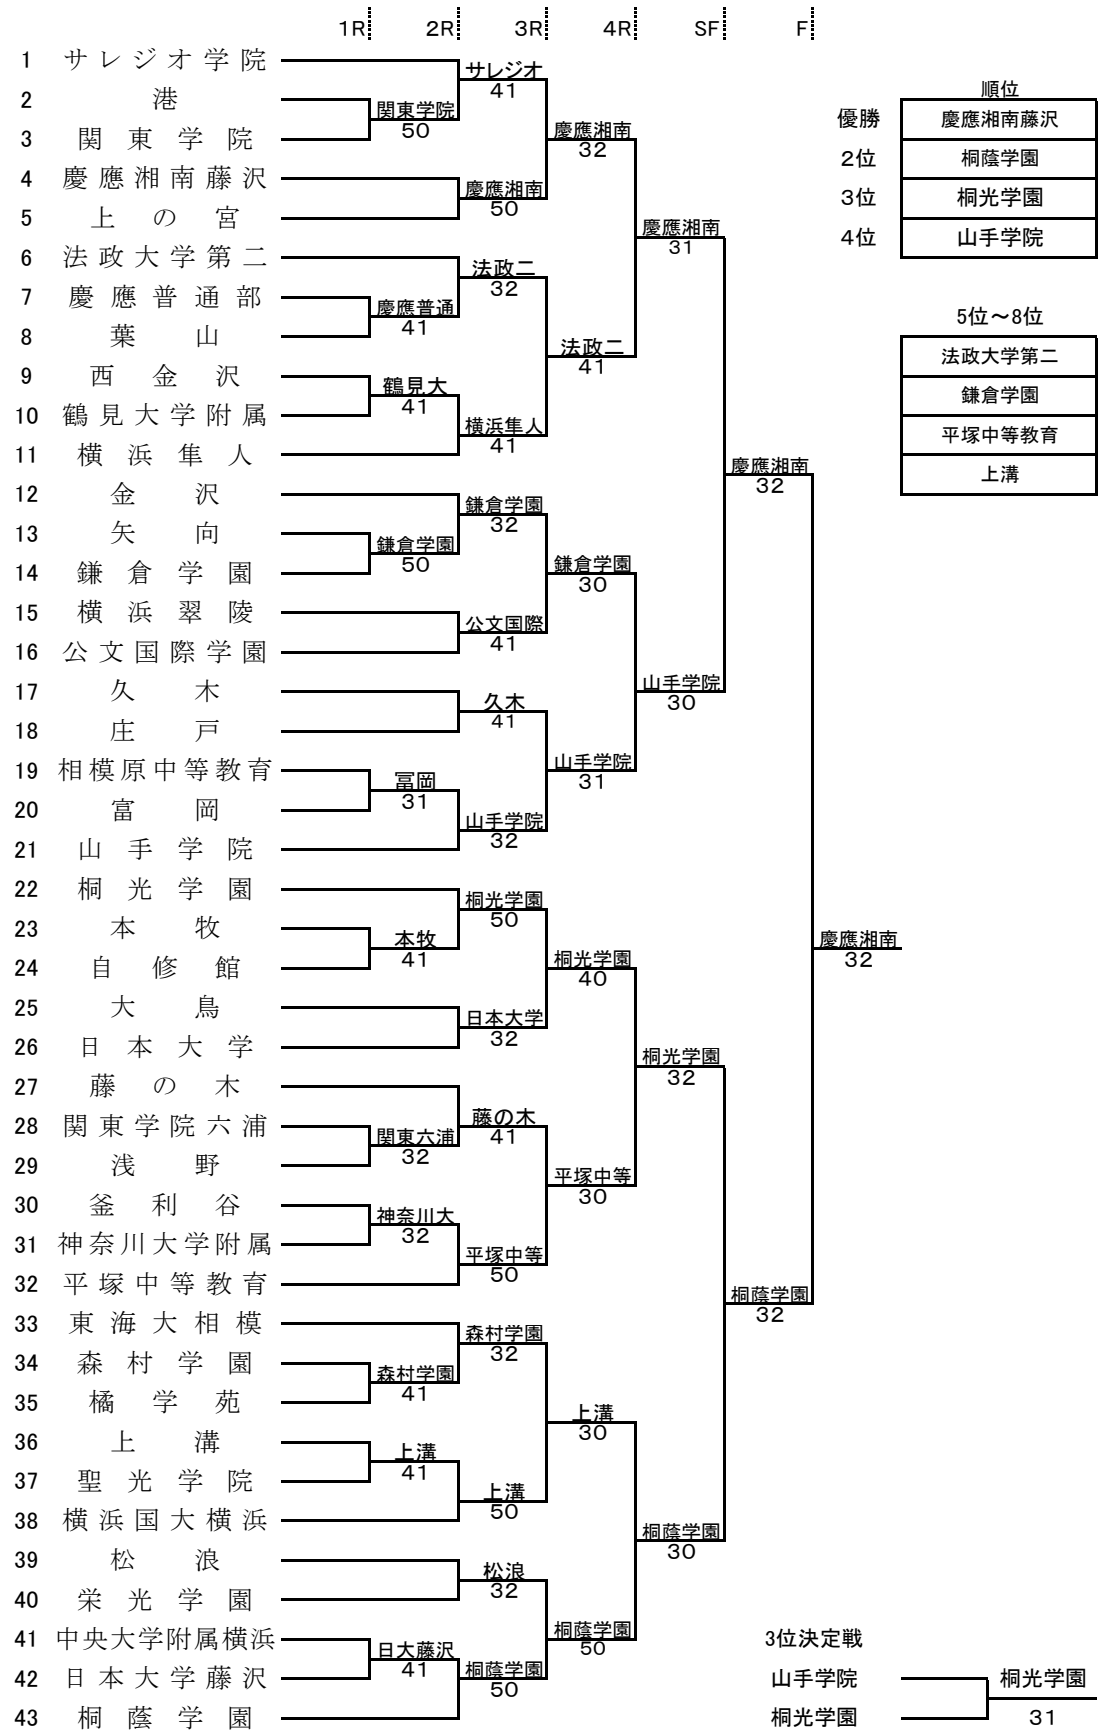 1R 2R 3R 4R SF F
1 サレジオ学院
2 港
3 関東学院
4 慶應湘南藤沢
5 上の宮
6 法政大学第二
7 慶應普通部
8 葉山
9 西金沢
10 鶴見大学附属
11 横浜隼人
12 金沢
13 矢向
14 鎌倉学園
15 横浜翠陵
16 公文国際学園
17 久木
18 庄戸
19 相模原中等教育
20 富岡
21 山手学院
22 桐光学園
23 本牧
24 自修館
25 大鳥
26 日本大学
27 藤の木
28 関東学院六浦
29 浅野
30 釜利谷
31 神奈川大学附属
32 平塚中等教育
33 東海大相模
34 森村学園
35 橘学苑
36 上溝
37 聖光学院
38 横浜国大横浜
39 松浪
40 栄光学園
41 中央大学附属横浜
42 日本大学藤沢
43 桐蔭学園
関東学院
50
慶應普通
41
鶴見大
41
鎌倉学園
50
冨岡
31
本牧
41
関東六浦
32
神奈川大
32
森村学園
41
上溝
41
日大藤沢
41
サレジオ
41
慶應湘南
50
法政二
32
横浜隼人
41
鎌倉学園
32
公文国際
41
久木
41
山手学院
32
桐光学園
50
日本大学
32
藤の木
41
平塚中等
50
森村学園
32
上溝
50
松浪
32
桐蔭学園
50
慶應湘南
32
法政二
41
鎌倉学園
30
山手学院
31
桐光学園
40
平塚中等
30
上溝
30
桐蔭学園
50
慶應湘南
31
山手学院
30
桐光学園
32
桐蔭学園
30
慶應湘南
32
桐蔭学園
32
慶應湘南
32
順位
優勝 慶應湘南藤沢
2位 桐蔭学園
3位 桐光学園
4位 山手学院
5位～8位
法政大学第二
鎌倉学園
平塚中等教育
上溝
3位決定戦
山手学院
桐光学園
桐光学園
31